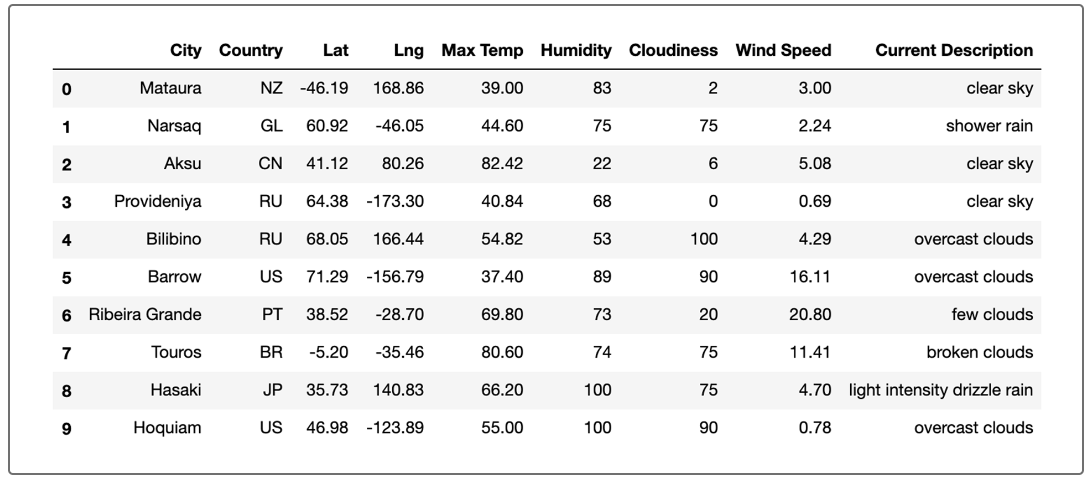 City Country Lat Lng Max Temp Humidity Cloudiness Wind Speed Current Description
0 Mataura NZ -46.19 168.86 39.00 83 2 3.00 clear sky
1 Narsaq GL 60.92 -46.05 44.60 75 75 2.24 shower rain
2 Aksu CN 41.12 80.26 82.42 22 6 5.08 clear sky
3 Provideniya RU 64.38 -173.30 40.84 68 0 0.69 clear sky
4 Bilibino RU 68.05 166.44 54.82 53 100 4.29 overcast clouds
5 Barrow US 71.29 -156.79 37.40 89 90 16.11 overcast clouds
6 Ribeira Grande PT 38.52 -28.70 69.80 73 20 20.80 few clouds
7 Touros BR -5.20 -35.46 80.60 74 75 11.41 broken clouds
8 Hasaki JP 35.73 140.83 66.20 100 75 4.70 light intensity drizzle rain
9 Hoquiam US 46.98 -123.89 55.00 100 90 0.78 overcast clouds